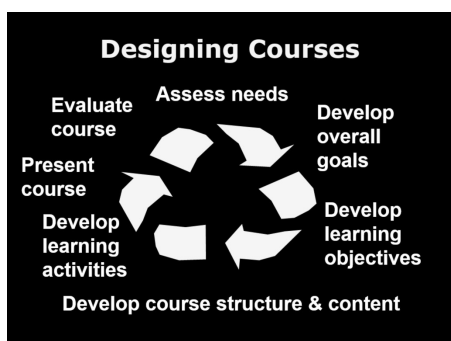 Designing Courses
Assess needs
Develop
overall
goals
Develop
learning
objectives
Develop course structure & content
Develop
learning
activities
Present
course
Evaluate
course